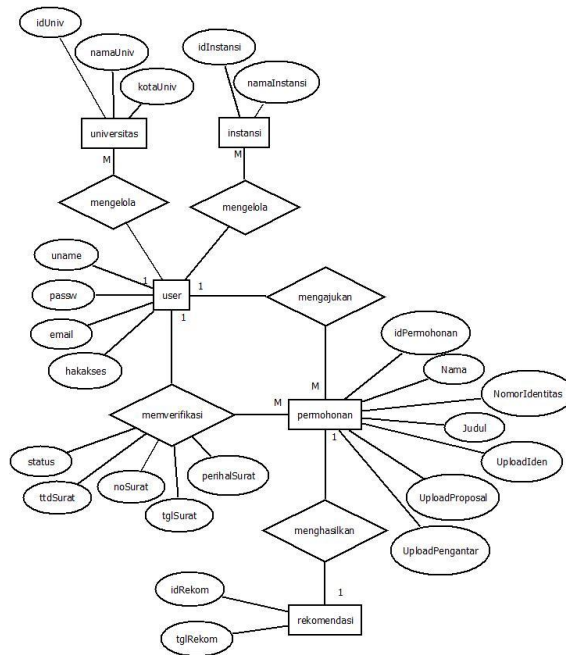 idUniv
namaUniv
kotaUniv
idInstansi
namaInstansi
universitas
instansi
M
M
mengelola
mengelola
uname
passw
email
hakakses
1
user
1
1
mengajukan
idPermohonan
Nama
NomorIdentitas
Judul
UploadIden
UploadProposal
UploadPengantar
M
M
permohonan
1
memverifikasi
status
ttdSurat
noSurat
tglSurat
perihalSurat
menghasilkan
1
idRekom
rekomendasi
tglRekom